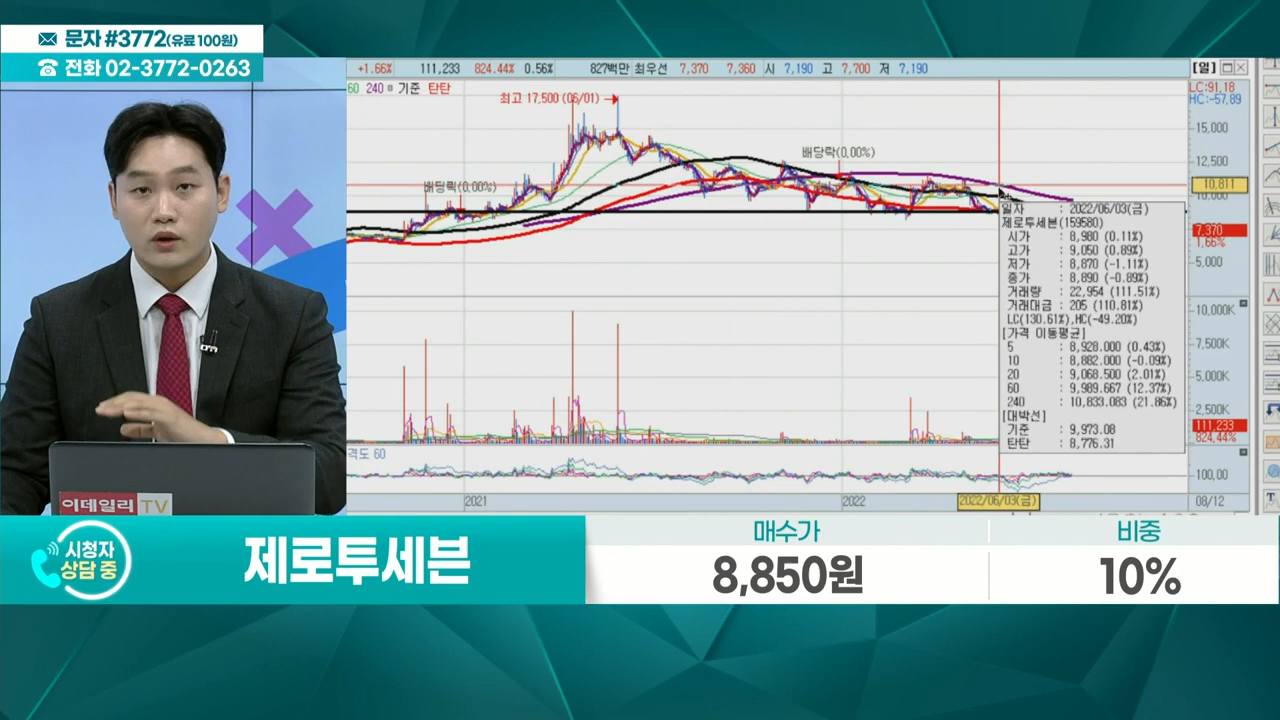 문자 #3772(유료 100원)
전화 02-3772-0263
+1.66% 111,233 824.44% 0.56% 827백만 최우선 7,370 7,360 시 7,190 고 7,700 저 7,190
[일]
60 240 기준 탄탄
LC:91.18
HC:-57.89
최고 17,500 (06/01)
15,000
배당락(0.00%)
12,500
배당락(0.00%)
10,811
10,000
7,370
1.66%
5,000
일자 : 2022/06/03(금)
제로투세븐(159580)
시가 : 8,980 (0.11%)
고가 : 9,050 (0.89%)
저가 : 8,870 (-1.11%)
종가 : 8,890 (-0.89%)
거래량 : 22,954 (111.51%)
거래대금 : 205 (110.81%)
LC(130.61%),HC(-49.20%)
[가격 이동평균]
5 : 8,928.000 (0.43%)
10 : 8,882.000 (-0.09%)
20 : 9,068.500 (2.01%)
60 : 9,989.667 (12.37%)
240 : 10,833.083 (21.86%)
[대박선]
기준 : 9,973.08
탄탄 : 8,776.31
10,000K
7,500K
5,000K
2,500K
111,233
824.44%
격도 60
100,00
2021
2022
2022/06/03(금)
08/12
이데일리 TV
시청자
상담 중
제로투세븐
매수가
비중
8,850원
10%